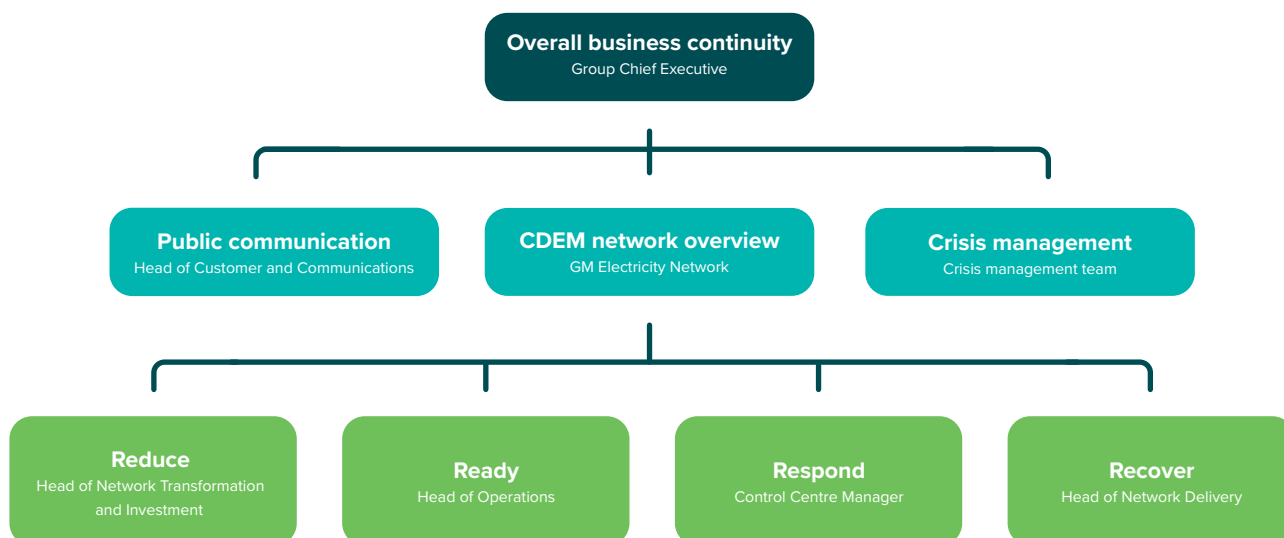 Overall business continuity
Group Chief Executive
Public communication
Head of Customer and Communications
CDEM network overview
GM Electricity Network
Crisis management
Crisis management team
Reduce
Head of Network Transformation
and Investment
Ready
Head of Operations
Respond
Control Centre Manager
Recover
Head of Network Delivery